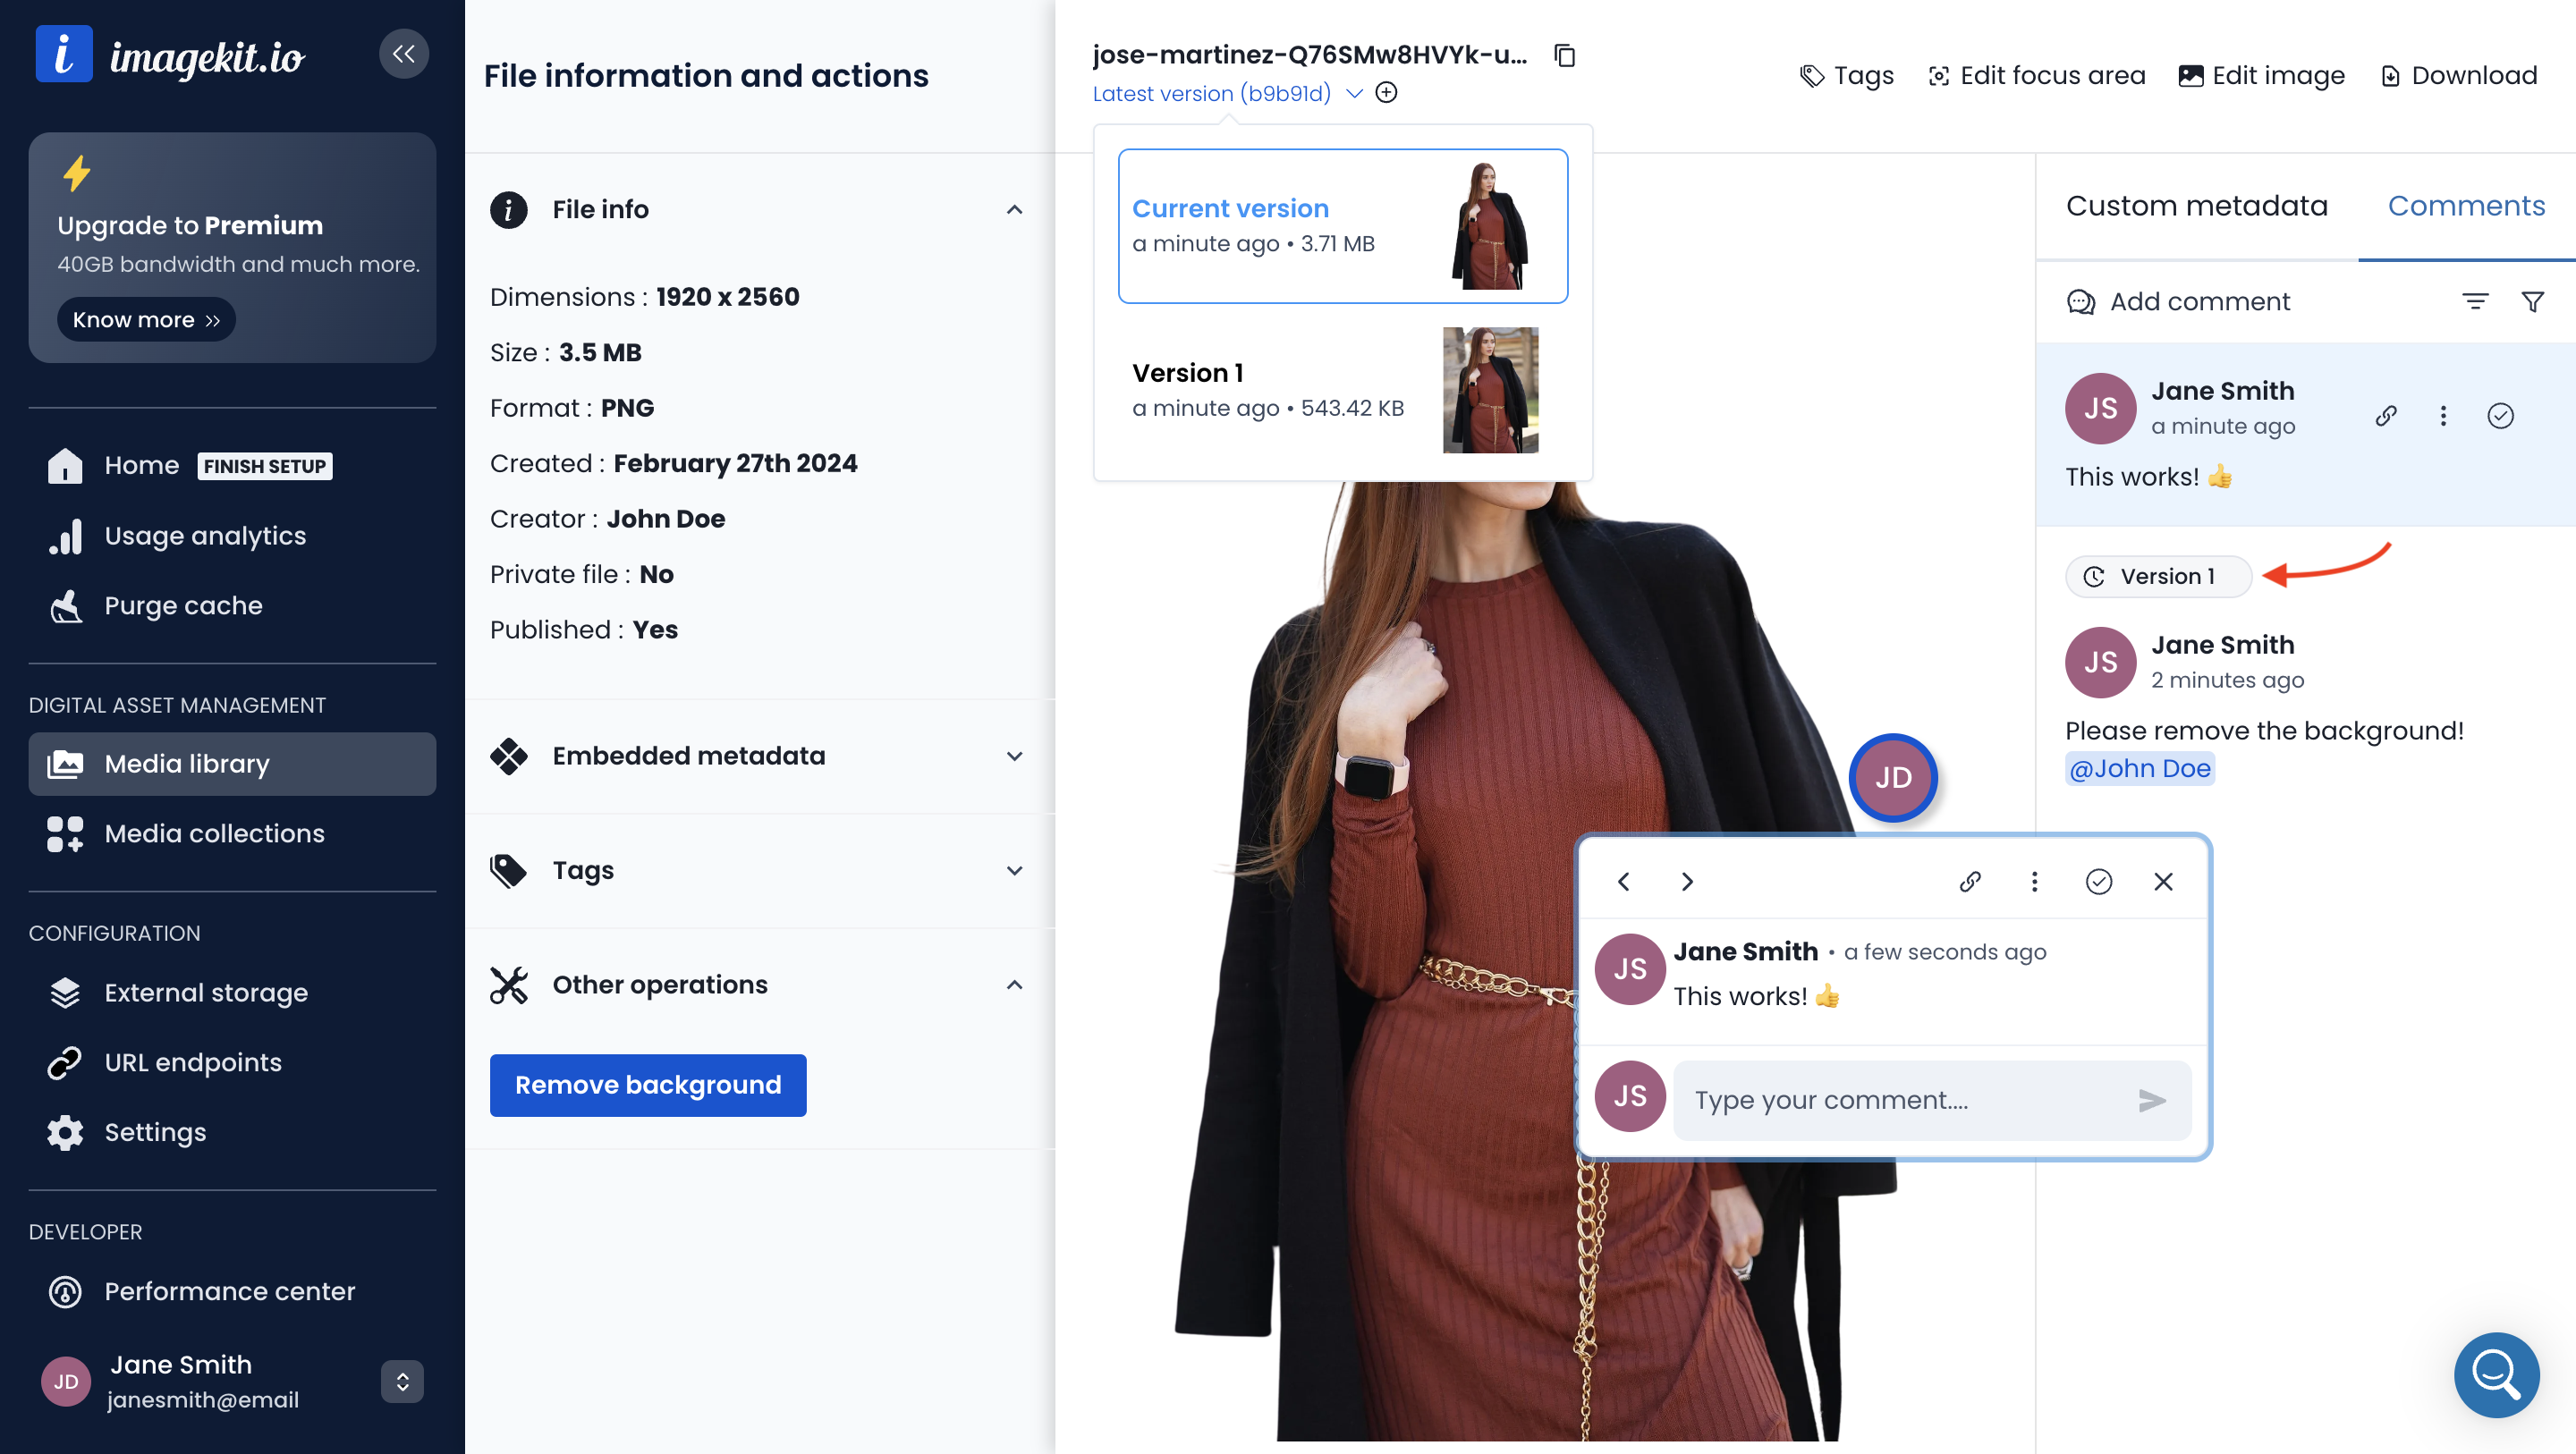 i imagekit.io
Upgrade to Premium
40GB bandwidth and much more.
Know more
Home FINISH SETUP
Usage analytics
Purge cache
DIGITAL ASSET MANAGEMENT
Media library
Media collections
CONFIGURATION
External storage
URL endpoints
Settings
DEVELOPER
Performance center
JD
Jane Smith
janesmith@email
File information and actions
File info
Dimensions : 1920 x 2560
Size : 3.5 MB
Format : PNG
Created : February 27th 2024
Creator : John Doe
Private file : No
Published : Yes
Embedded metadata
Tags
Other operations
Remove background
jose-martinez-Q76SMw8HVYk-u...
Latest version (b9b91d)
Tags
Edit focus area
Edit image
Download
Current version
a minute ago • 3.71 MB
Version 1
a minute ago • 543.42 KB
JD
Jane Smith • a few seconds ago
JS
This works! 👍
JS
Type your comment....
Custom metadata
Comments
Add comment
JS
Jane Smith
a minute ago
This works! 👍
Version 1
JS
Jane Smith
2 minutes ago
Please remove the background!
@John Doe